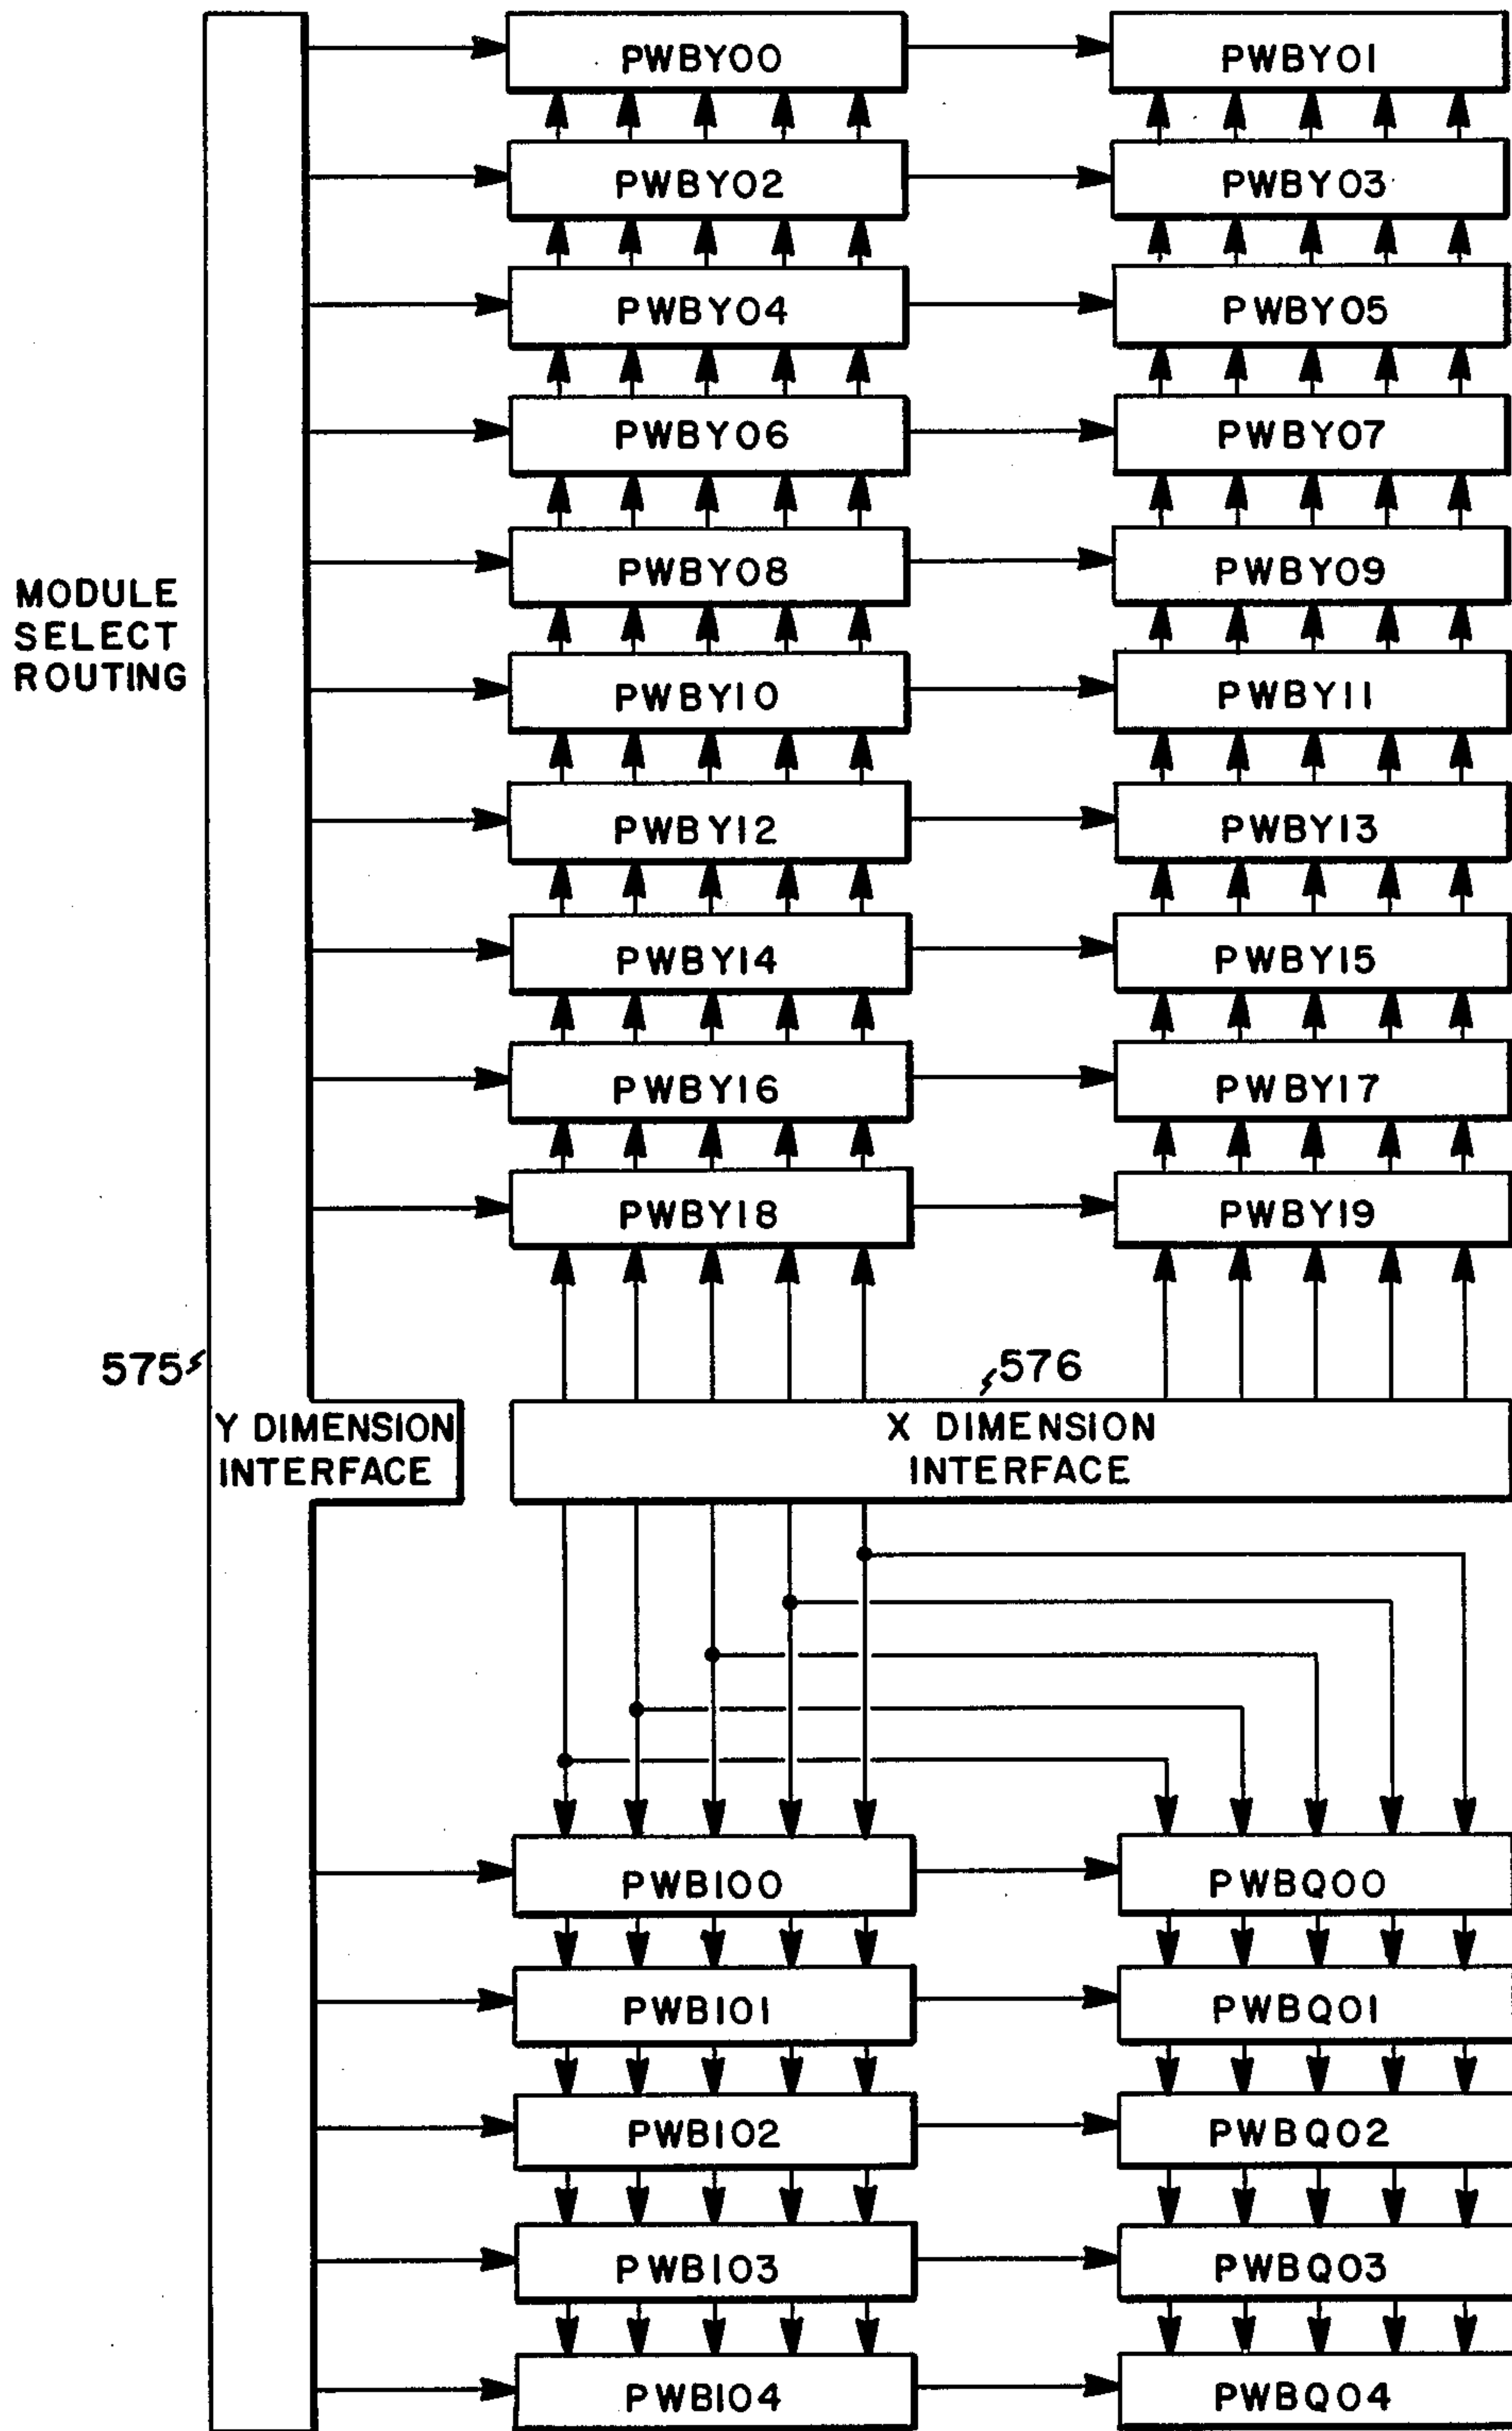 PWBY00 PWBY01
PWBY02 PWBY03
PWBY04 PWBY05
PWBY06 PWBY07
PWBY08 PWBY09
MODULE
SELECT
ROUTING
PWBY10 PWBY11
PWBY12 PWBY13
PWBY14 PWBY15
PWBY16 PWBY17
PWBY18 PWBY19
575 576
Y DIMENSION
INTERFACE
X DIMENSION
INTERFACE
PWBI00 PWBQ00
PWBI01 PWBQ01
PWBI02 PWBQ02
PWBI03 PWBQ03
PWBI04 PWBQ04